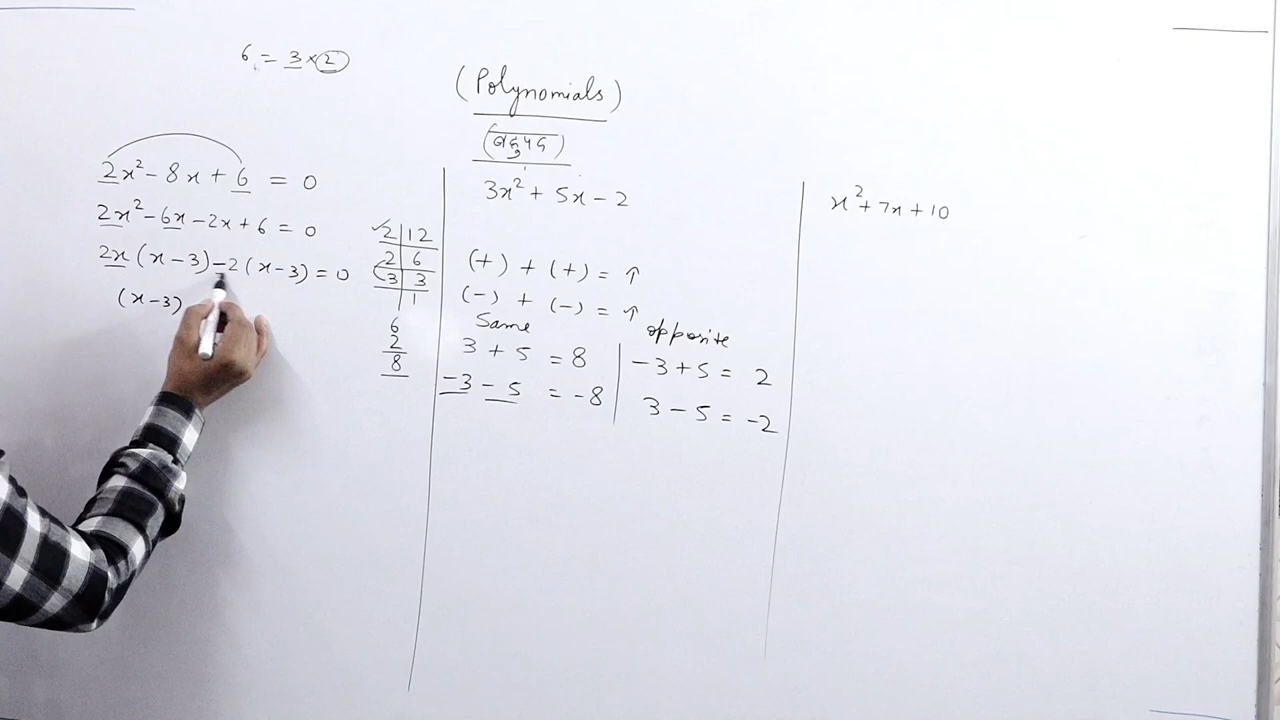 6 = 3 × 2
(Polynomials)
(बहुपद)
2x² - 8x + 6 = 0
2x² - 6x - 2x + 6 = 0
2x (x - 3) - 2 (x - 3) = 0
(x - 3)
2 | 12
2 | 6
3 | 3
| 1
6
2
8
3x² + 5x - 2
(+) + (+) = ↑
(-) + (-) = ↑
Same
3 + 5 = 8
-3 - 5 = -8
opposite
-3 + 5 = 2
3 - 5 = -2
x² + 7x + 10